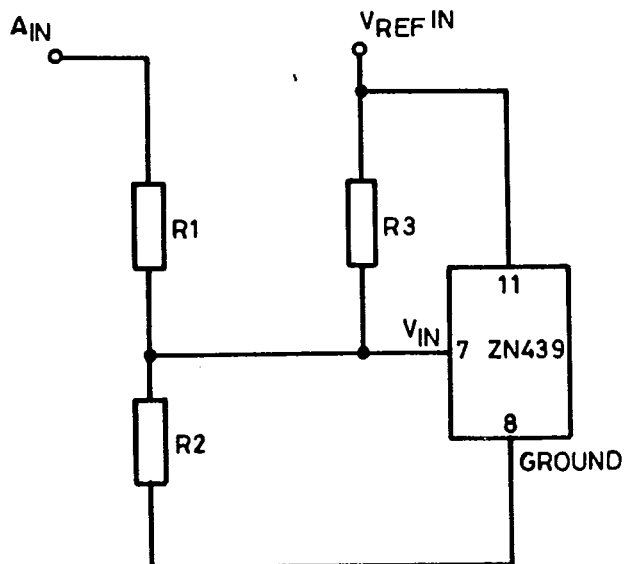 AIN
VREF IN
R1
R3
11
VIN
7 ZN439
8
R2
GROUND